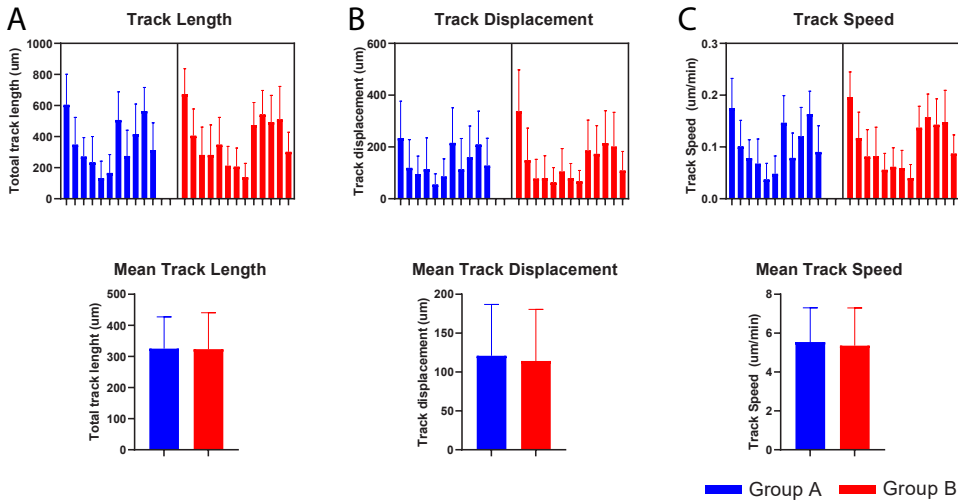 A
Track Length
Tototal track length (um)
1000
800
600
400
200
0
B
Track Displacement
Track displacement (um)
600
400
200
0
C
Track Speed
Track Speed (um/min)
0.3
0.2
0.1
0.0
Mean Track Length
Total track lenght (um)
500
400
300
200
100
0
Mean Track Displacement
Track displacement (um)
200
150
100
50
0
Mean Track Speed
Track Speed (um/min)
8
6
4
2
0
Group A
Group B